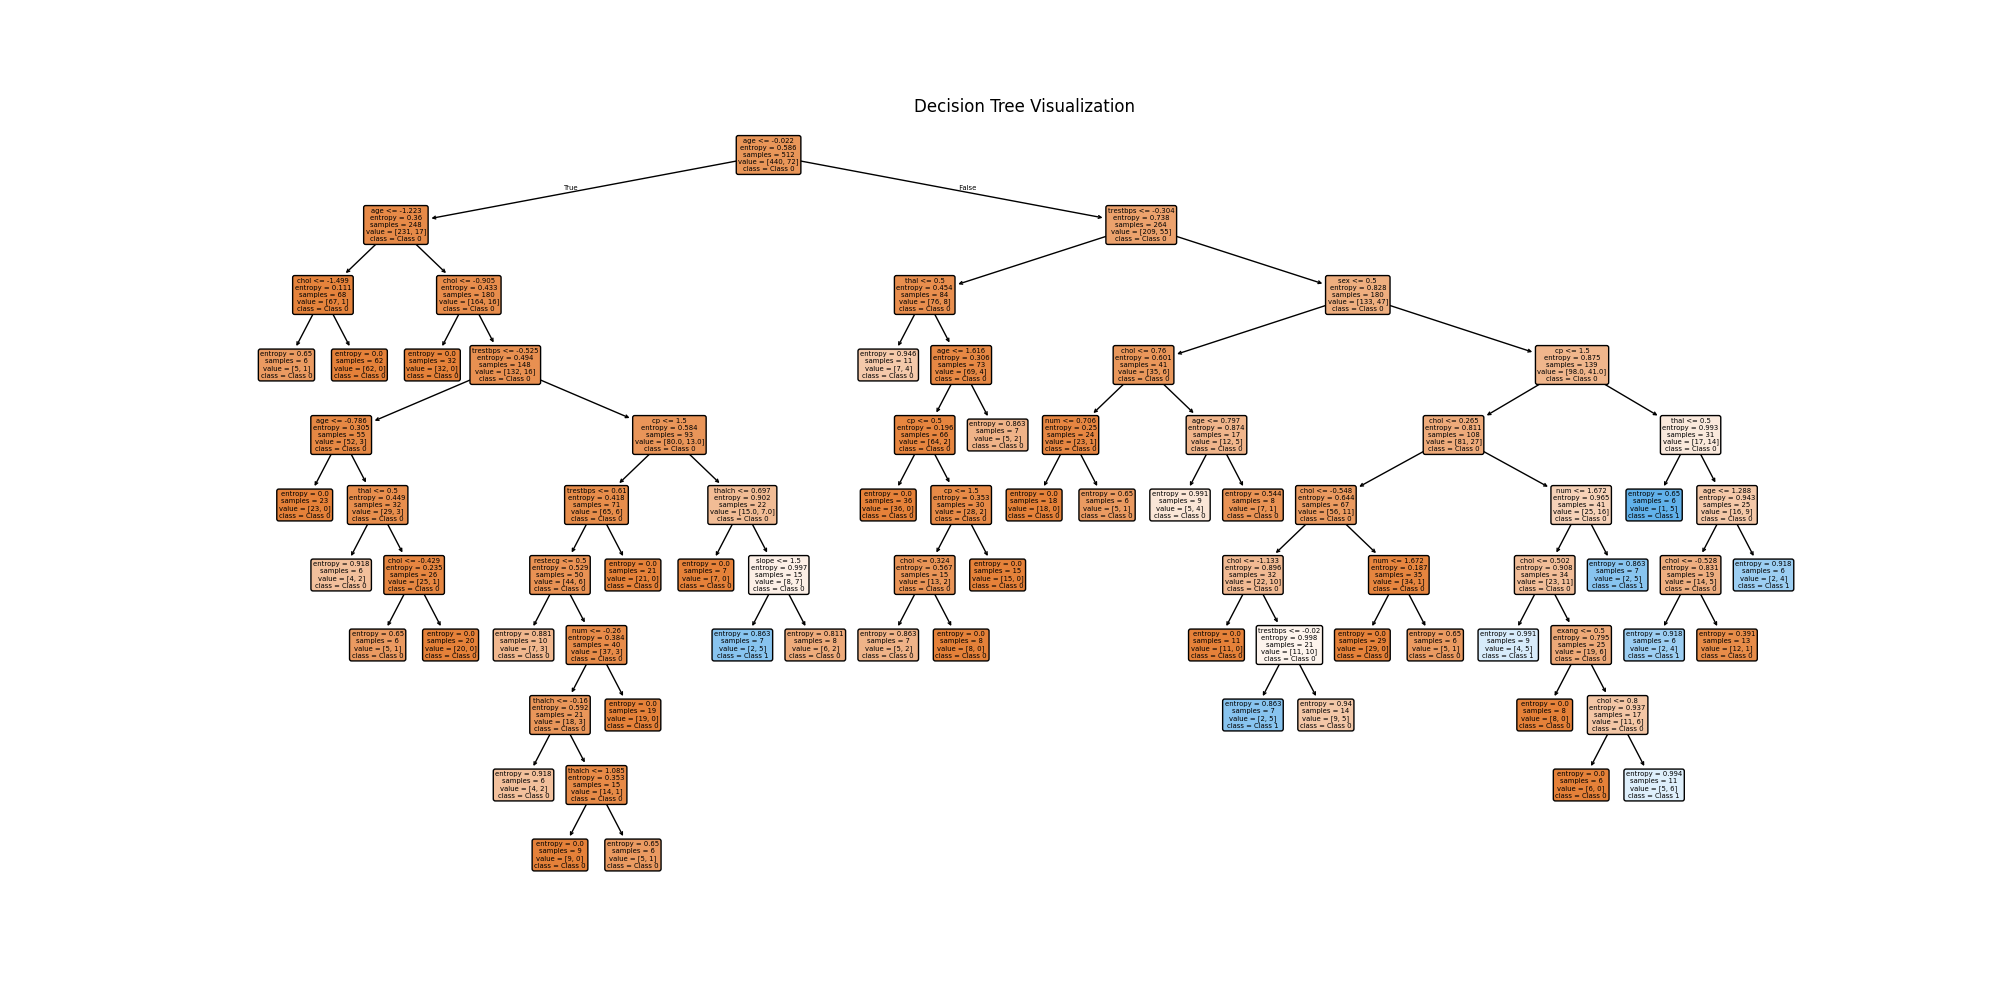 Decision Tree Visualization
age <= -0.022
entropy = 0.586
samples = 512
value = [440, 72]
class = Class 0
True
False
age <= -1.223
entropy = 0.36
samples = 248
value = [231, 17]
class = Class 0
trestbps <= -0.304
entropy = 0.738
samples = 264
value = [209, 55]
class = Class 0
chol <= -1.499
entropy = 0.111
samples = 68
value = [67, 1]
class = Class 0
chol <= -0.905
entropy = 0.433
samples = 180
value = [164, 16]
class = Class 0
thal <= 0.5
entropy = 0.454
samples = 84
value = [76, 8]
class = Class 0
sex <= 0.5
entropy = 0.828
samples = 180
value = [133, 47]
class = Class 0
entropy = 0.65
samples = 6
value = [5, 1]
class = Class 0
entropy = 0.0
samples = 62
value = [62, 0]
class = Class 0
entropy = 0.0
samples = 32
value = [32, 0]
class = Class 0
trestbps <= -0.525
entropy = 0.494
samples = 148
value = [132, 16]
class = Class 0
entropy = 0.946
samples = 11
value = [7, 4]
class = Class 0
age <= 1.616
entropy = 0.306
samples = 73
value = [69, 4]
class = Class 0
chol <= 0.76
entropy = 0.601
samples = 41
value = [35, 6]
class = Class 0
cp <= 1.5
entropy = 0.875
samples = 139
value = [98.0, 41.0]
class = Class 0
age <= -0.786
entropy = 0.305
samples = 55
value = [52, 3]
class = Class 0
cp <= 1.5
entropy = 0.584
samples = 93
value = [80.0, 13.0]
class = Class 0
cp <= 0.5
entropy = 0.196
samples = 66
value = [64, 2]
class = Class 0
entropy = 0.863
samples = 7
value = [5, 2]
class = Class 0
num <= 0.706
entropy = 0.25
samples = 24
value = [23, 1]
class = Class 0
age <= 0.797
entropy = 0.874
samples = 17
value = [12, 5]
class = Class 0
chol <= 0.265
entropy = 0.811
samples = 108
value = [81, 27]
class = Class 0
thal <= 0.5
entropy = 0.993
samples = 31
value = [17, 14]
class = Class 0
entropy = 0.0
samples = 23
value = [23, 0]
class = Class 0
thal <= 0.5
entropy = 0.449
samples = 32
value = [29, 3]
class = Class 0
trestbps <= 0.61
entropy = 0.418
samples = 71
value = [65, 6]
class = Class 0
thalch <= 0.697
entropy = 0.902
samples = 22
value = [15.0, 7.0]
class = Class 0
entropy = 0.0
samples = 36
value = [36, 0]
class = Class 0
cp <= 1.5
entropy = 0.353
samples = 30
value = [28, 2]
class = Class 0
entropy = 0.0
samples = 18
value = [18, 0]
class = Class 0
entropy = 0.65
samples = 6
value = [5, 1]
class = Class 0
entropy = 0.991
samples = 9
value = [5, 4]
class = Class 0
entropy = 0.544
samples = 8
value = [7, 1]
class = Class 0
chol <= -0.548
entropy = 0.644
samples = 67
value = [56, 11]
class = Class 0
num <= 1.672
entropy = 0.965
samples = 41
value = [25, 16]
class = Class 0
entropy = 0.65
samples = 6
value = [1, 5]
class = Class 1
age <= 1.288
entropy = 0.943
samples = 25
value = [16, 9]
class = Class 0
entropy = 0.918
samples = 6
value = [4, 2]
class = Class 0
chol <= -0.429
entropy = 0.235
samples = 26
value = [25, 1]
class = Class 0
restecg <= 0.5
entropy = 0.529
samples = 50
value = [44, 6]
class = Class 0
entropy = 0.0
samples = 21
value = [21, 0]
class = Class 0
entropy = 0.0
samples = 7
value = [7, 0]
class = Class 0
slope <= 1.5
entropy = 0.997
samples = 15
value = [8, 7]
class = Class 0
chol <= 0.324
entropy = 0.567
samples = 15
value = [13, 2]
class = Class 0
entropy = 0.0
samples = 15
value = [15, 0]
class = Class 0
chol <= -1.133
entropy = 0.896
samples = 32
value = [22, 10]
class = Class 0
num <= 1.672
entropy = 0.187
samples = 35
value = [34, 1]
class = Class 0
chol <= 0.502
entropy = 0.908
samples = 34
value = [23, 11]
class = Class 0
entropy = 0.863
samples = 7
value = [2, 5]
class = Class 1
chol <= -0.528
entropy = 0.831
samples = 19
value = [14, 5]
class = Class 0
entropy = 0.918
samples = 6
value = [2, 4]
class = Class 1
entropy = 0.65
samples = 6
value = [5, 1]
class = Class 0
entropy = 0.0
samples = 20
value = [20, 0]
class = Class 0
entropy = 0.881
samples = 10
value = [7, 3]
class = Class 0
num <= -0.26
entropy = 0.384
samples = 40
value = [37, 3]
class = Class 0
entropy = 0.863
samples = 7
value = [2, 5]
class = Class 1
entropy = 0.811
samples = 8
value = [6, 2]
class = Class 0
entropy = 0.863
samples = 7
value = [5, 2]
class = Class 0
entropy = 0.0
samples = 8
value = [8, 0]
class = Class 0
entropy = 0.0
samples = 11
value = [11, 0]
class = Class 0
trestbps <= -0.02
entropy = 0.998
samples = 21
value = [11, 10]
class = Class 0
entropy = 0.0
samples = 29
value = [29, 0]
class = Class 0
entropy = 0.65
samples = 6
value = [5, 1]
class = Class 0
entropy = 0.991
samples = 9
value = [4, 5]
class = Class 1
exang <= 0.5
entropy = 0.795
samples = 25
value = [19, 6]
class = Class 0
entropy = 0.918
samples = 6
value = [2, 4]
class = Class 1
entropy = 0.391
samples = 13
value = [12, 1]
class = Class 0
thalch <= -0.16
entropy = 0.592
samples = 21
value = [18, 3]
class = Class 0
entropy = 0.0
samples = 19
value = [19, 0]
class = Class 0
entropy = 0.863
samples = 7
value = [2, 5]
class = Class 1
entropy = 0.94
samples = 14
value = [9, 5]
class = Class 0
entropy = 0.0
samples = 8
value = [8, 0]
class = Class 0
chol <= 0.8
entropy = 0.937
samples = 17
value = [11, 6]
class = Class 0
entropy = 0.918
samples = 6
value = [4, 2]
class = Class 0
thalch <= 1.085
entropy = 0.353
samples = 15
value = [14, 1]
class = Class 0
entropy = 0.0
samples = 6
value = [6, 0]
class = Class 0
entropy = 0.994
samples = 11
value = [5, 6]
class = Class 1
entropy = 0.0
samples = 9
value = [9, 0]
class = Class 0
entropy = 0.65
samples = 6
value = [5, 1]
class = Class 0